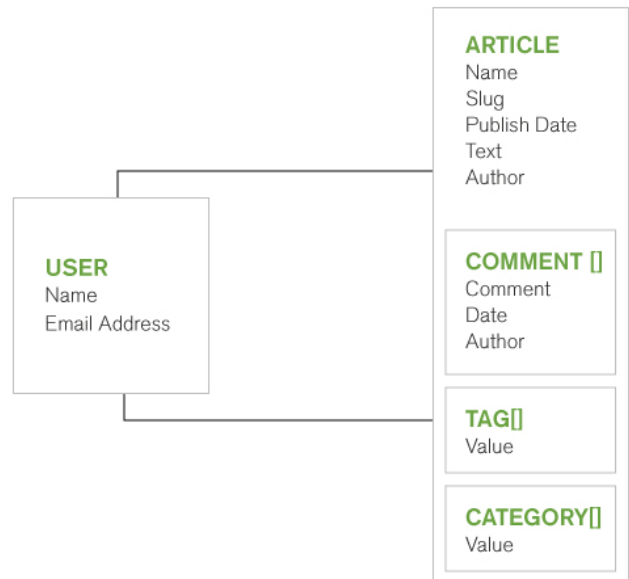 USER
Name
Email Address
ARTICLE
Name
Slug
Publish Date
Text
Author
COMMENT []
Comment
Date
Author
TAG[]
Value
CATEGORY[]
Value